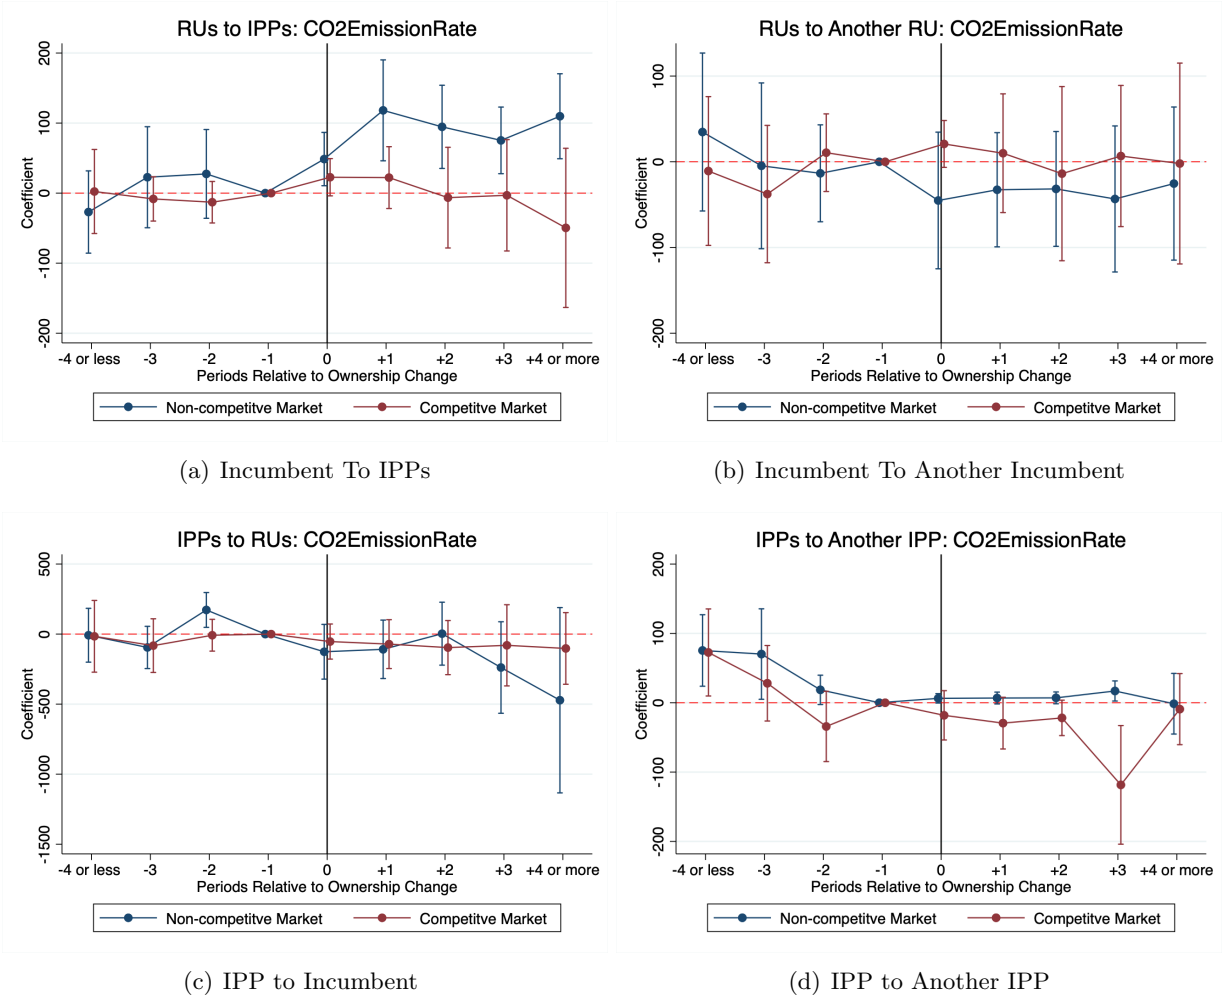 RUs to IPPs: CO2EmissionRate
200
100
0
-100
-200
Coefficient
-4 or less -3 -2 -1 0 +1 +2 +3 +4 or more
Periods Relative to Ownership Change
Non-competitve Market Competitve Market
(a) Incumbent To IPPs
RUs to Another RU: CO2EmissionRate
100
0
-100
-200
Coefficient
-4 or less -3 -2 -1 0 +1 +2 +3 +4 or more
Periods Relative to Ownership Change
Non-competitve Market Competitve Market
(b) Incumbent To Another Incumbent
IPPs to RUs: CO2EmissionRate
500
0
-500
-1000
-1500
Coefficient
-4 or less -3 -2 -1 0 +1 +2 +3 +4 or more
Periods Relative to Ownership Change
Non-competitve Market Competitve Market
(c) IPP to Incumbent
IPPs to Another IPP: CO2EmissionRate
200
100
0
-100
-200
Coefficient
-4 or less -3 -2 -1 0 +1 +2 +3 +4 or more
Periods Relative to Ownership Change
Non-competitve Market Competitve Market
(d) IPP to Another IPP